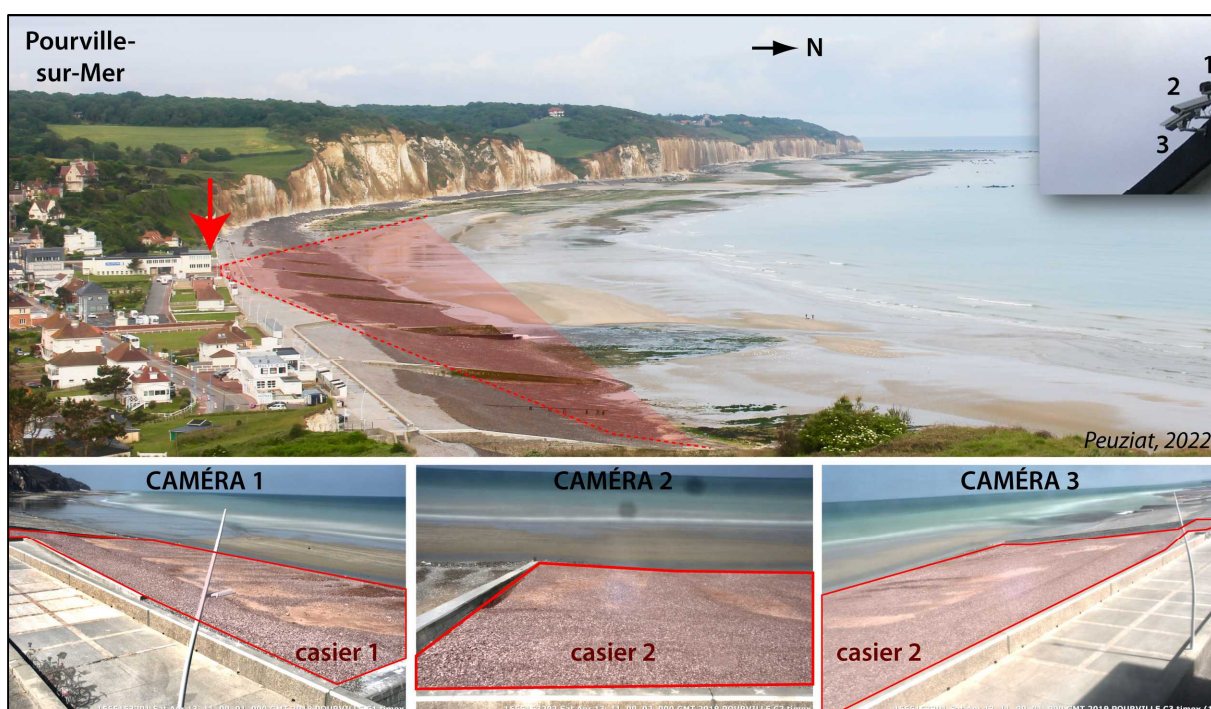 Pourville-
sur-Mer
N
1
2
3
Peuziat, 2022
CAMÉRA 1
CAMÉRA 2
CAMÉRA 3
casier 1
casier 2
casier 2